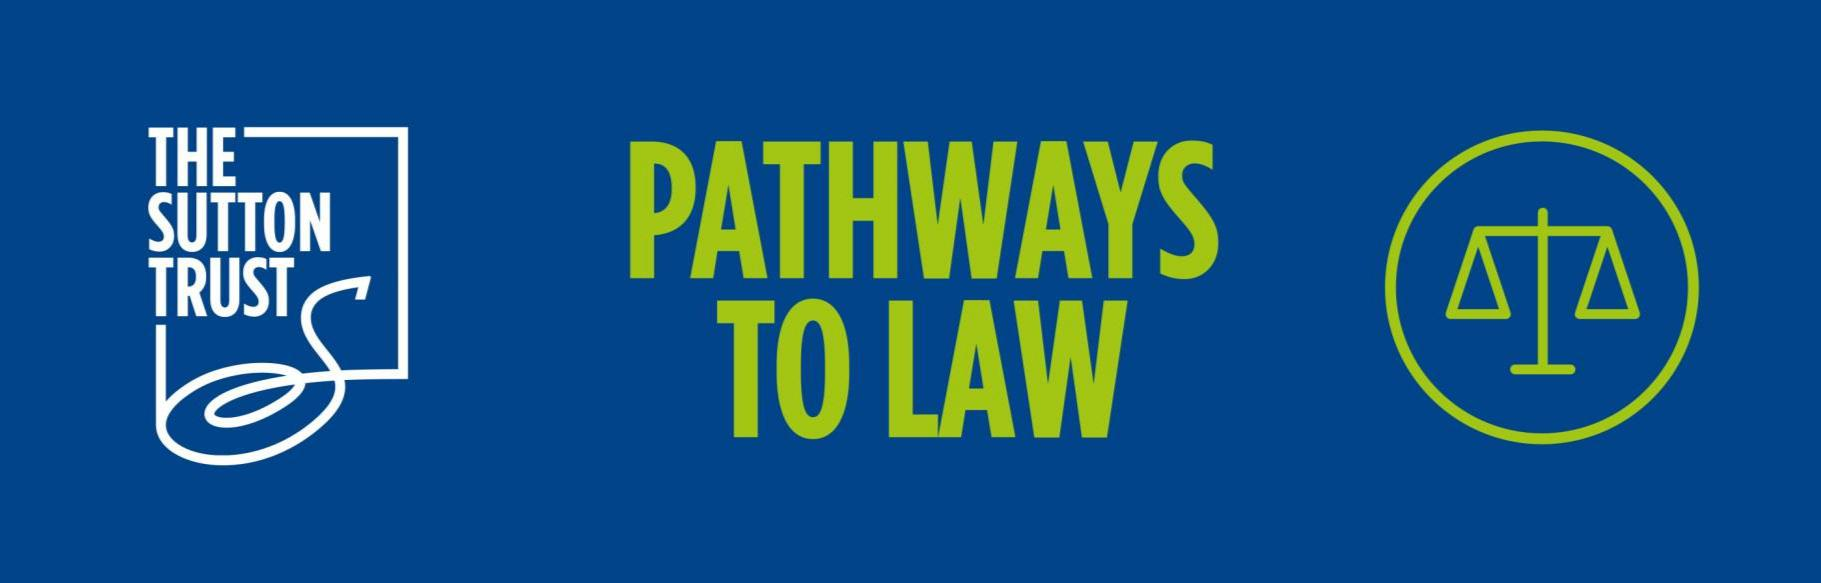 THE
SUTTON
TRUST
PATHWAYS
TO LAW